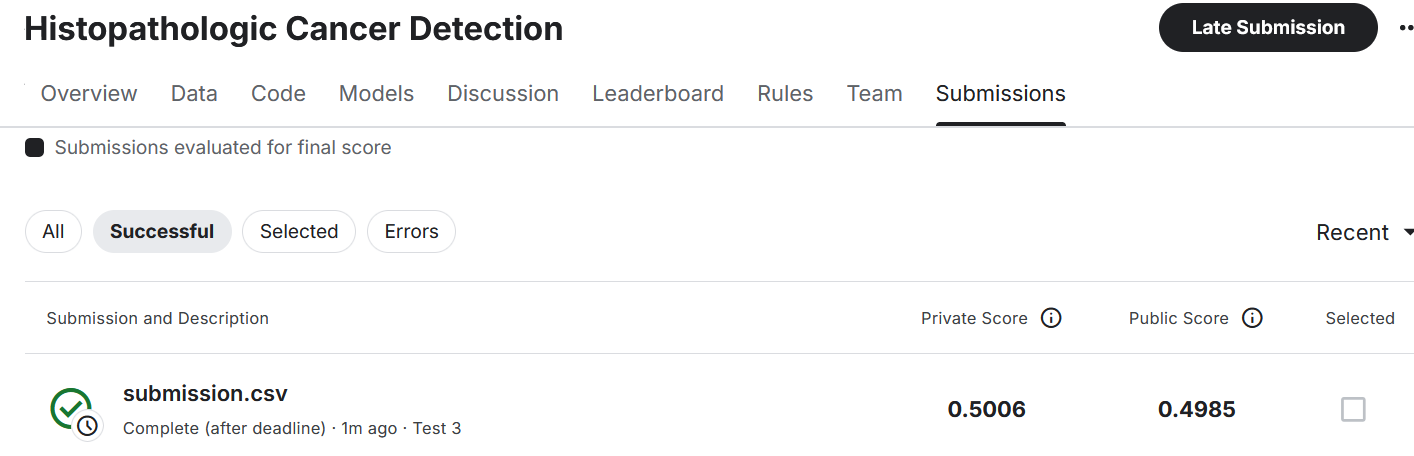 Histopathologic Cancer Detection
Late Submission
Overview Data Code Models Discussion Leaderboard Rules Team Submissions
Submissions evaluated for final score
All Successful Selected Errors
Recent
Submission and Description Private Score Public Score Selected
submission.csv
0.5006 0.4985
Complete (after deadline) · 1m ago · Test 3